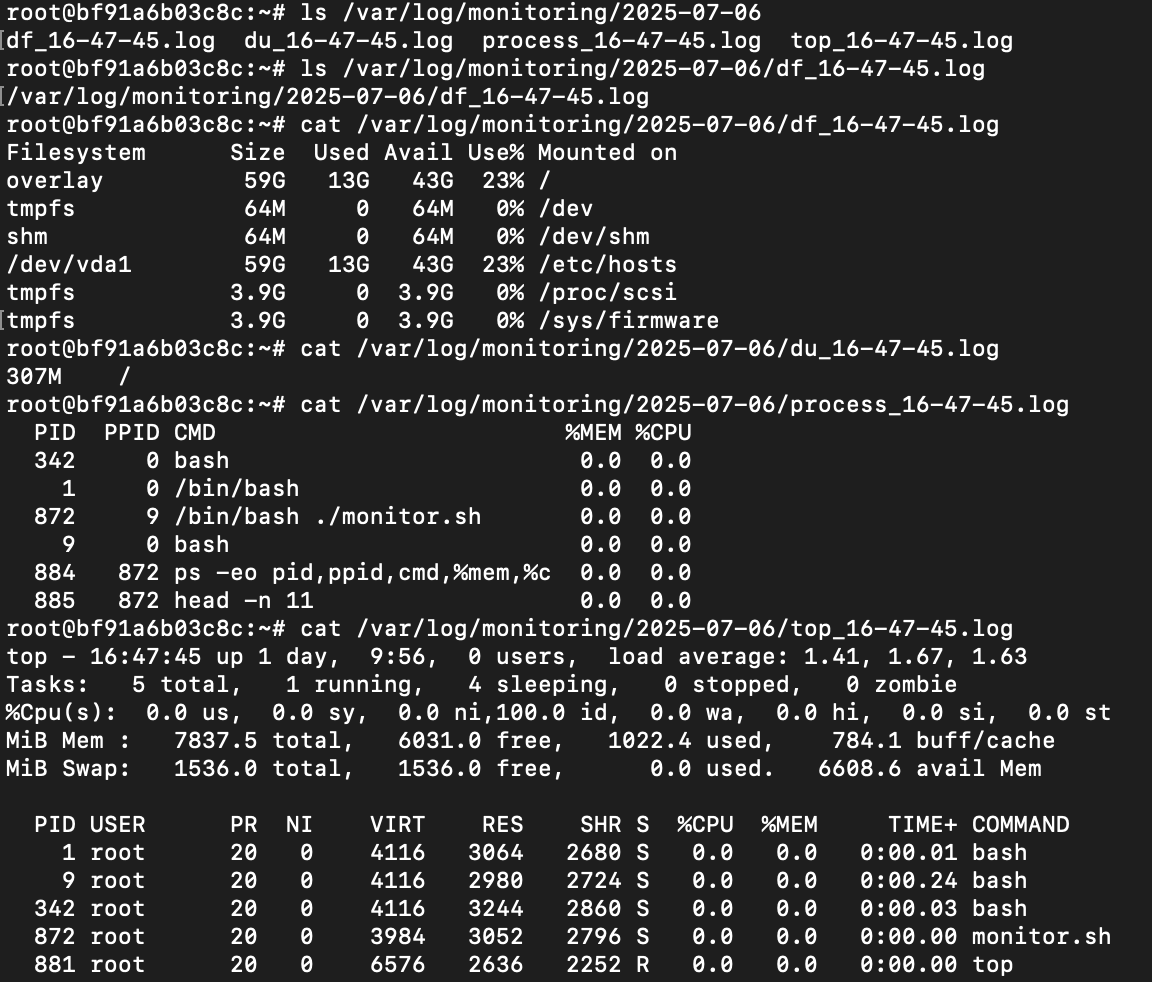 root@bf91a6b03c8c:~# ls /var/log/monitoring/2025-07-06
[df_16-47-45.log  du_16-47-45.log  process_16-47-45.log  top_16-47-45.log
root@bf91a6b03c8c:~# ls /var/log/monitoring/2025-07-06/df_16-47-45.log
[/var/log/monitoring/2025-07-06/df_16-47-45.log
root@bf91a6b03c8c:~# cat /var/log/monitoring/2025-07-06/df_16-47-45.log
Filesystem      Size  Used Avail Use% Mounted on
overlay          59G   13G   43G  23% /
tmpfs            64M     0   64M   0% /dev
shm              64M     0   64M   0% /dev/shm
/dev/vda1        59G   13G   43G  23% /etc/hosts
tmpfs           3.9G     0  3.9G   0% /proc/scsi
[tmpfs           3.9G     0  3.9G   0% /sys/firmware
root@bf91a6b03c8c:~# cat /var/log/monitoring/2025-07-06/du_16-47-45.log
307M    /
root@bf91a6b03c8c:~# cat /var/log/monitoring/2025-07-06/process_16-47-45.log
  PID  PPID CMD                         %MEM %CPU
  342     0 bash                         0.0  0.0
    1     0 /bin/bash                    0.0  0.0
  872     9 /bin/bash ./monitor.sh       0.0  0.0
    9     0 bash                         0.0  0.0
  884   872 ps -eo pid,ppid,cmd,%mem,%c  0.0  0.0
  885   872 head -n 11                   0.0  0.0
root@bf91a6b03c8c:~# cat /var/log/monitoring/2025-07-06/top_16-47-45.log
top - 16:47:45 up 1 day,  9:56,  0 users,  load average: 1.41, 1.67, 1.63
Tasks:   5 total,   1 running,   4 sleeping,   0 stopped,   0 zombie
%Cpu(s):  0.0 us,  0.0 sy,  0.0 ni,100.0 id,  0.0 wa,  0.0 hi,  0.0 si,  0.0 st
MiB Mem :   7837.5 total,   6031.0 free,   1022.4 used,    784.1 buff/cache
MiB Swap:   1536.0 total,   1536.0 free,      0.0 used.   6608.6 avail Mem
  PID USER      PR  NI    VIRT    RES    SHR S  %CPU  %MEM     TIME+ COMMAND
    1 root      20   0    4116   3064   2680 S   0.0   0.0   0:00.01 bash
    9 root      20   0    4116   2980   2724 S   0.0   0.0   0:00.24 bash
  342 root      20   0    4116   3244   2860 S   0.0   0.0   0:00.03 bash
  872 root      20   0    3984   3052   2796 S   0.0   0.0   0:00.00 monitor.sh
  881 root      20   0    6576   2636   2252 R   0.0   0.0   0:00.00 top